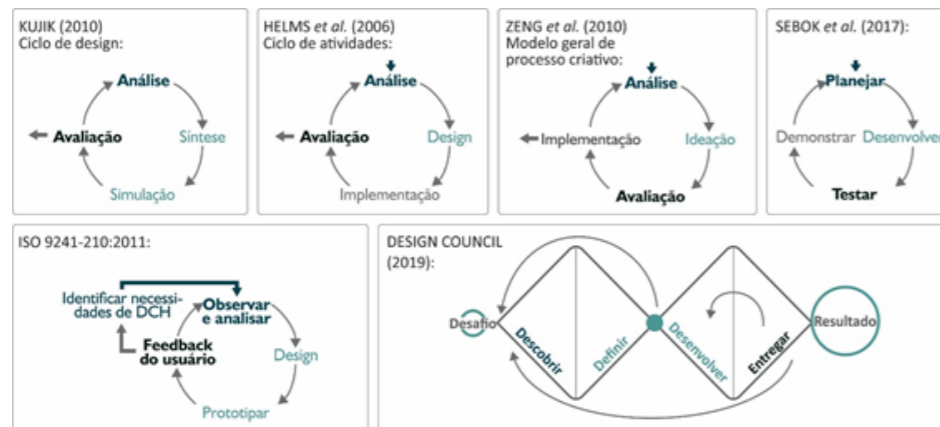 KUJIK (2010)
Ciclo de design:
Análise
Síntese
Simulação
Avaliação
HELMS et al. (2006)
Ciclo de atividades:
Análise
Design
Implementação
Avaliação
ZENG et al. (2010)
Modelo geral de
processo criativo:
Análise
Ideação
Avaliação
Implementação
SEBOK et al. (2017):
Planejar
Desenvolver
Testar
Demonstrar
ISO 9241-210:2011:
Identificar necessi-
dades de DCH
Observar
e analisar
Design
Prototipar
Feedback
do usuário
DESIGN COUNCIL
(2019):
Desafio
Descobrir
Definir
Desenvolver
Entregar
Resultado